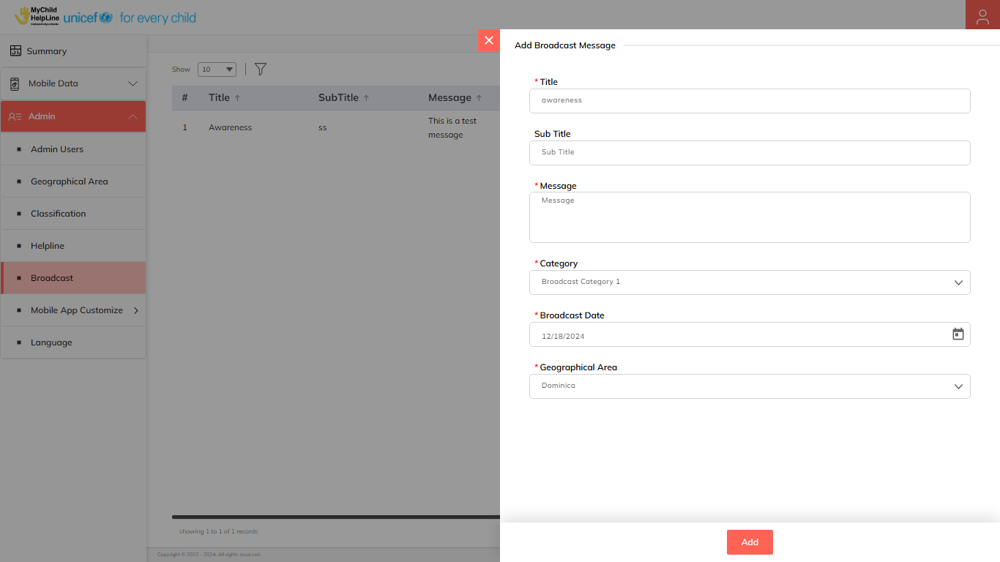 MyChild
HelpLine
unicef
for every child
Summary
Mobile Data
Admin
Admin Users
Geographical Area
Classification
Helpline
Broadcast
Mobile App Customize
Language
Show 10
# Title ↑ SubTitle ↑ Message ↑
1 Awareness ss This is a test
message
showing 1 to 1 of 1 records
Copyright © 2022 - 2024. All rights reserved.
Add Broadcast Message
* Title
awareness
Sub Title
Sub Title
* Message
Message
* Category
Broadcast Category 1
* Broadcast Date
12/18/2024
* Geographical Area
Dominica
Add